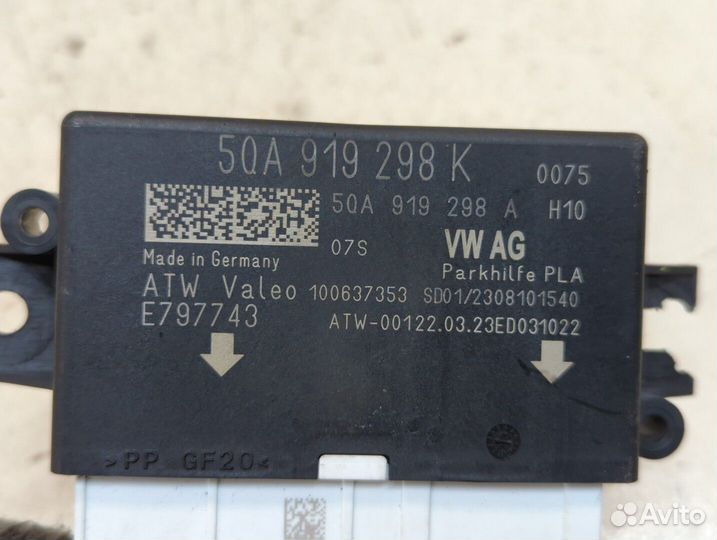 5QA 919 298 K 0075
5QA 919 298 A H10
07S VW AG
Made in Germany Parkhilfe PLA
ATW Valeo 100637353 SD01/2308101540
E797743 ATW-00122.03.23ED031022
>PP GF20<
Avito